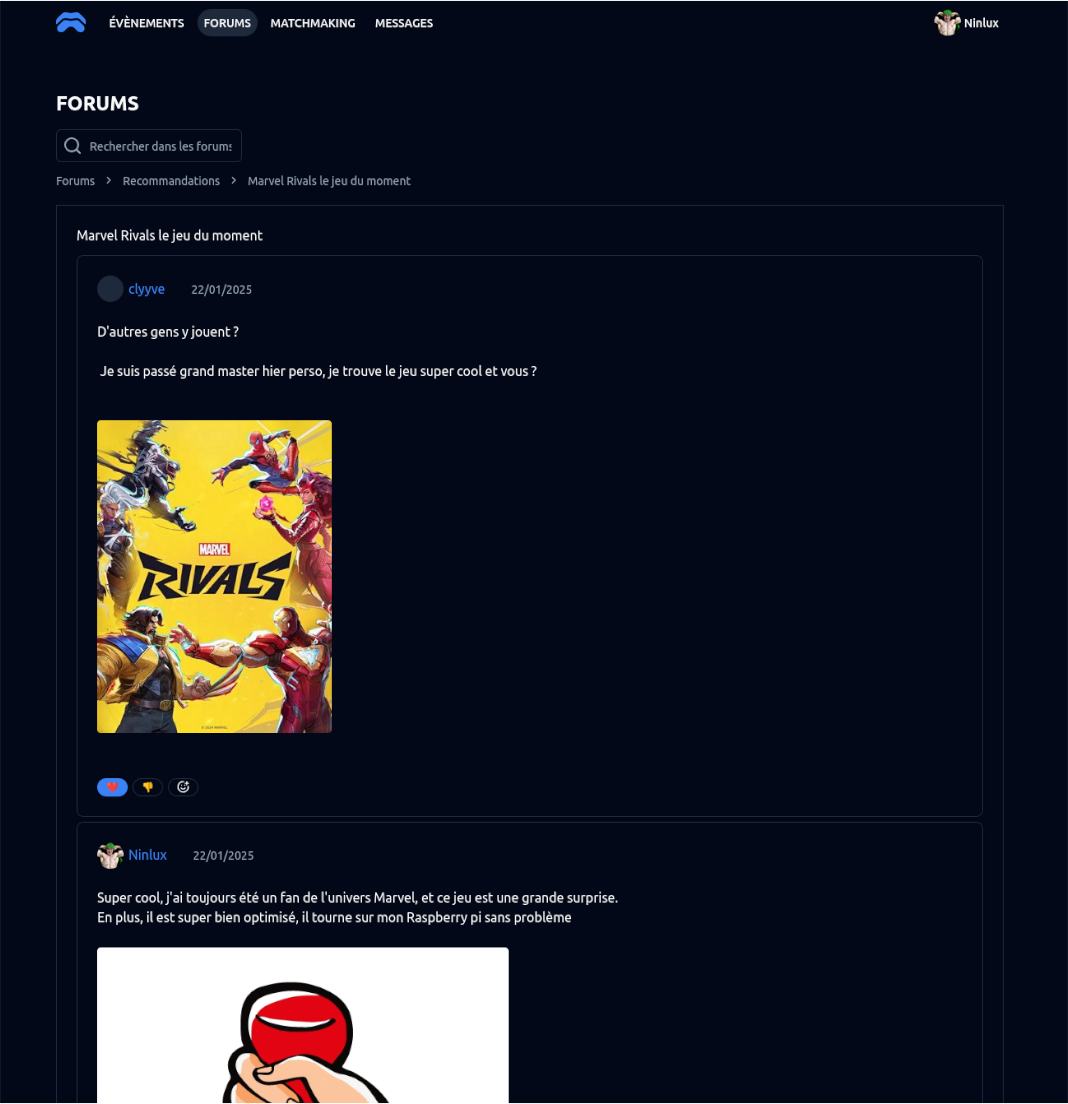 ÉVÈNEMENTS FORUMS MATCHMAKING MESSAGES Ninlux
FORUMS
Rechercher dans les forums
Forums > Recommandations > Marvel Rivals le jeu du moment
Marvel Rivals le jeu du moment
clyyve 22/01/2025
D'autres gens y jouent ?
Je suis passé grand master hier perso, je trouve le jeu super cool et vous ?
MARVEL
RIVALS
© 2024 MARVEL
Ninlux 22/01/2025
Super cool, j'ai toujours été un fan de l'univers Marvel, et ce jeu est une grande surprise.
En plus, il est super bien optimisé, il tourne sur mon Raspberry pi sans problème